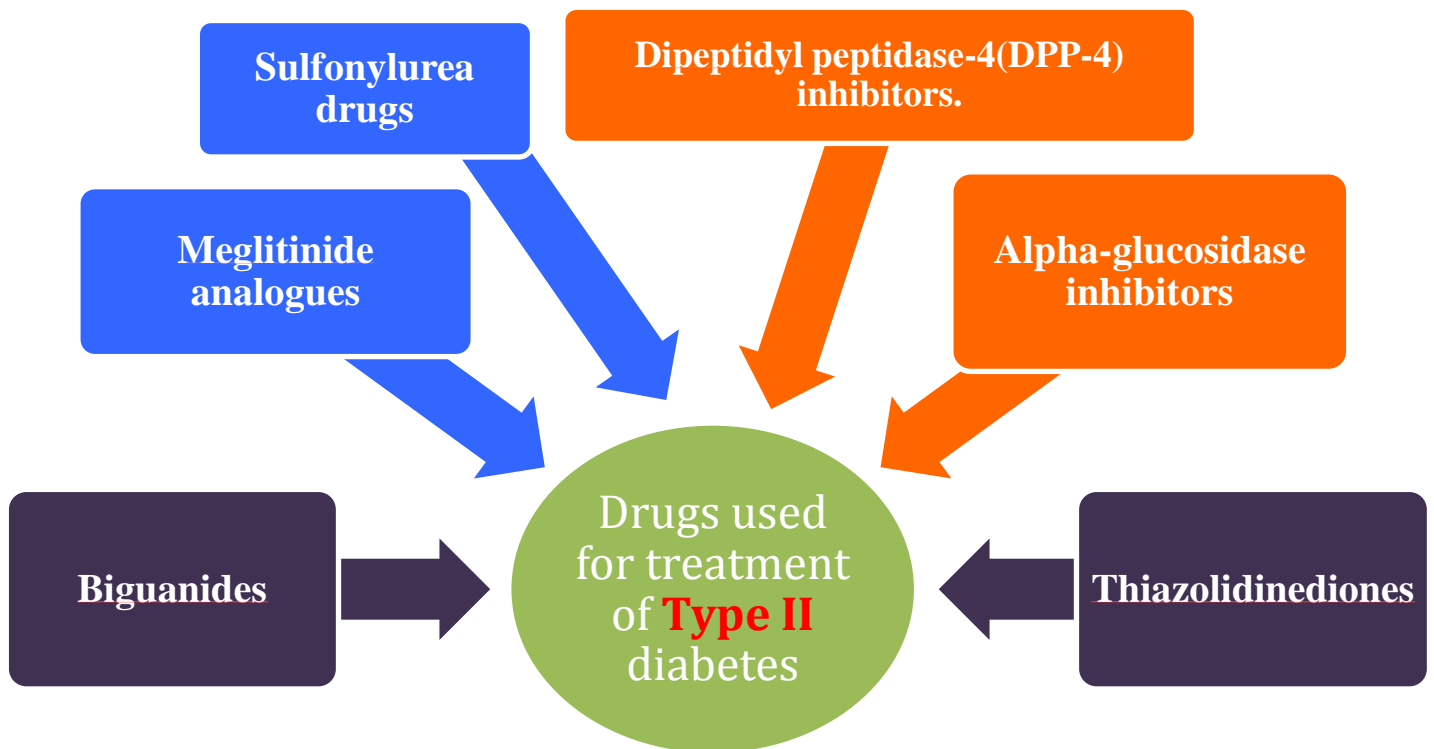 Sulfonylurea
drugs
Dipeptidyl peptidase-4(DPP-4)
inhibitors.
Meglitinide
analogues
Alpha-glucosidase
inhibitors
Biguanides
Drugs used
for treatment
of Type II
diabetes
Thiazolidinediones